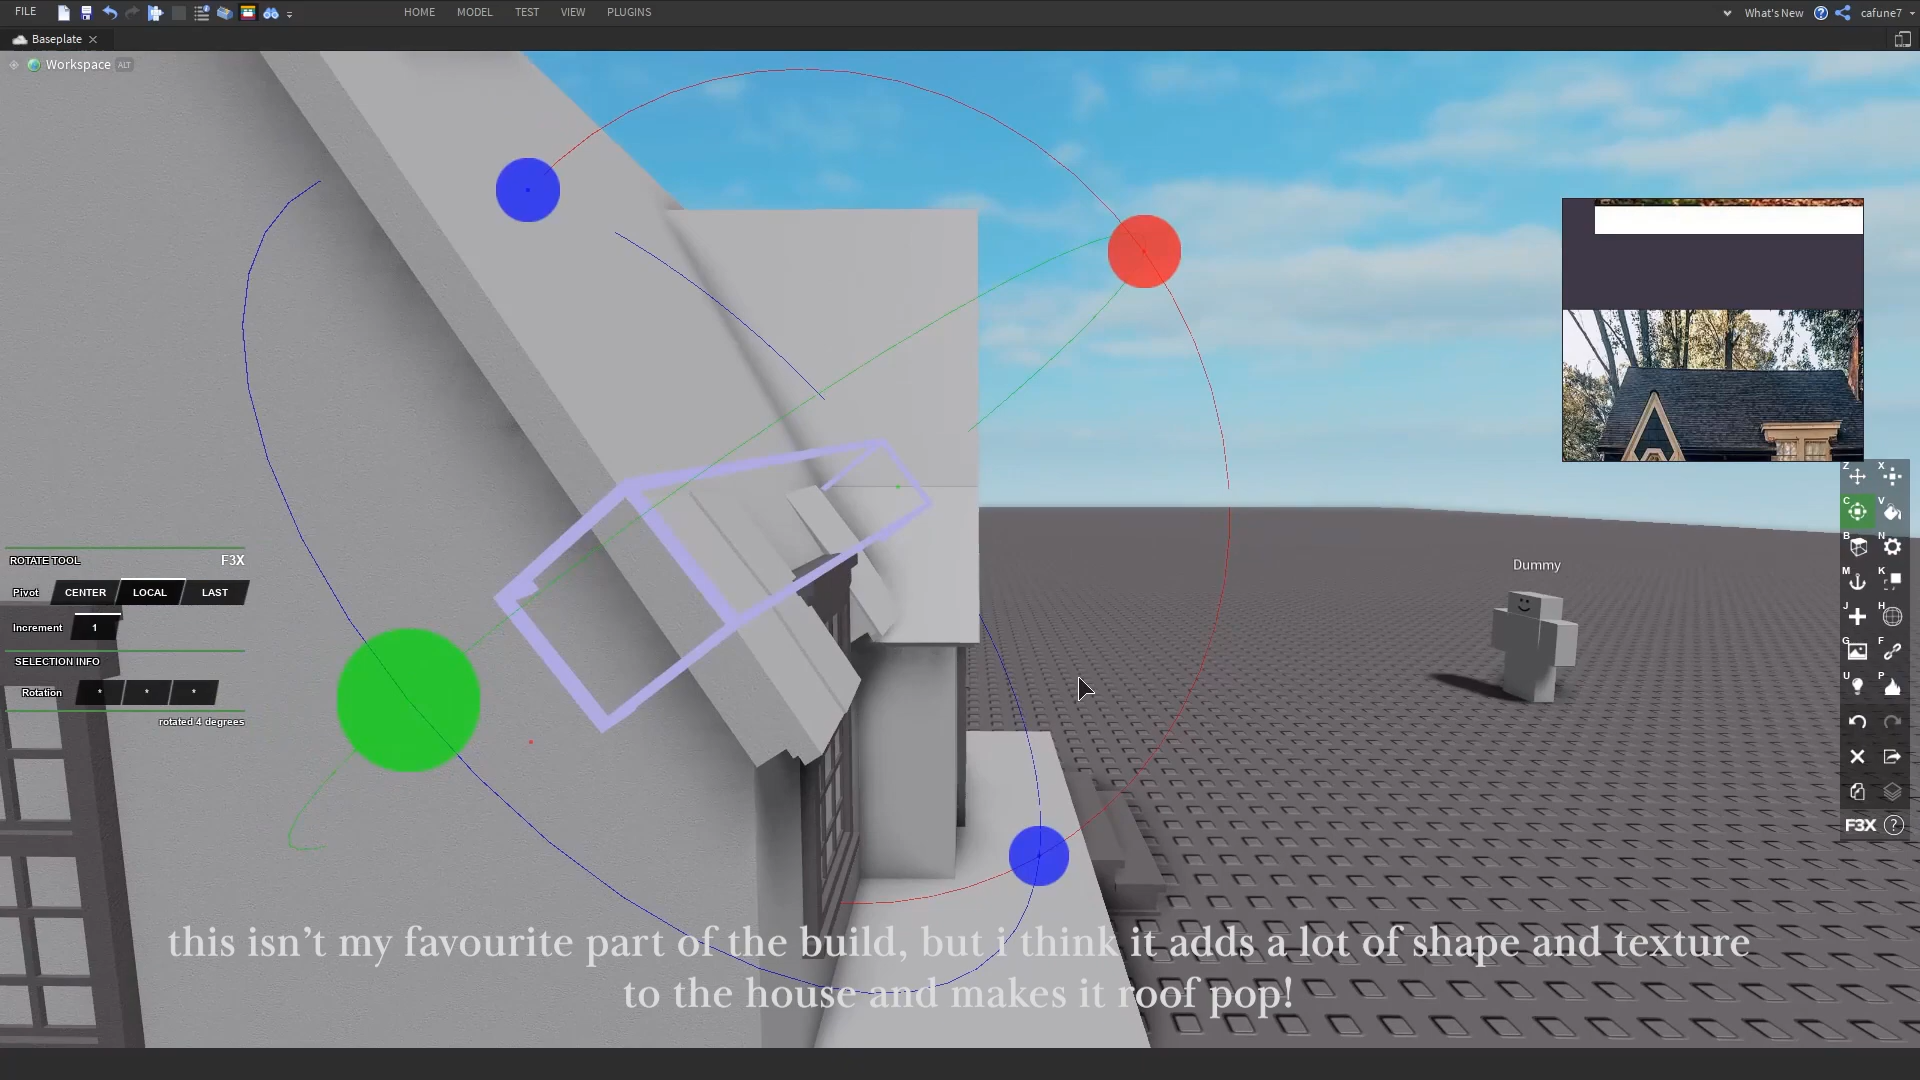 FILE
HOME
MODEL
TEST
VIEW
PLUGINS
What's New
cafune7
Baseplate
Workspace ALT
ROTATE TOOL F3X
Pivot CENTER LOCAL LAST
Increment 1
SELECTION INFO
Rotation * * *
rotated 4 degrees
Dummy
Z X
C V
B N
M K
J H
G F
U P
F3X ?
this isn't my favourite part of the build, but i think it adds a lot of shape and texture
to the house and makes it roof pop!